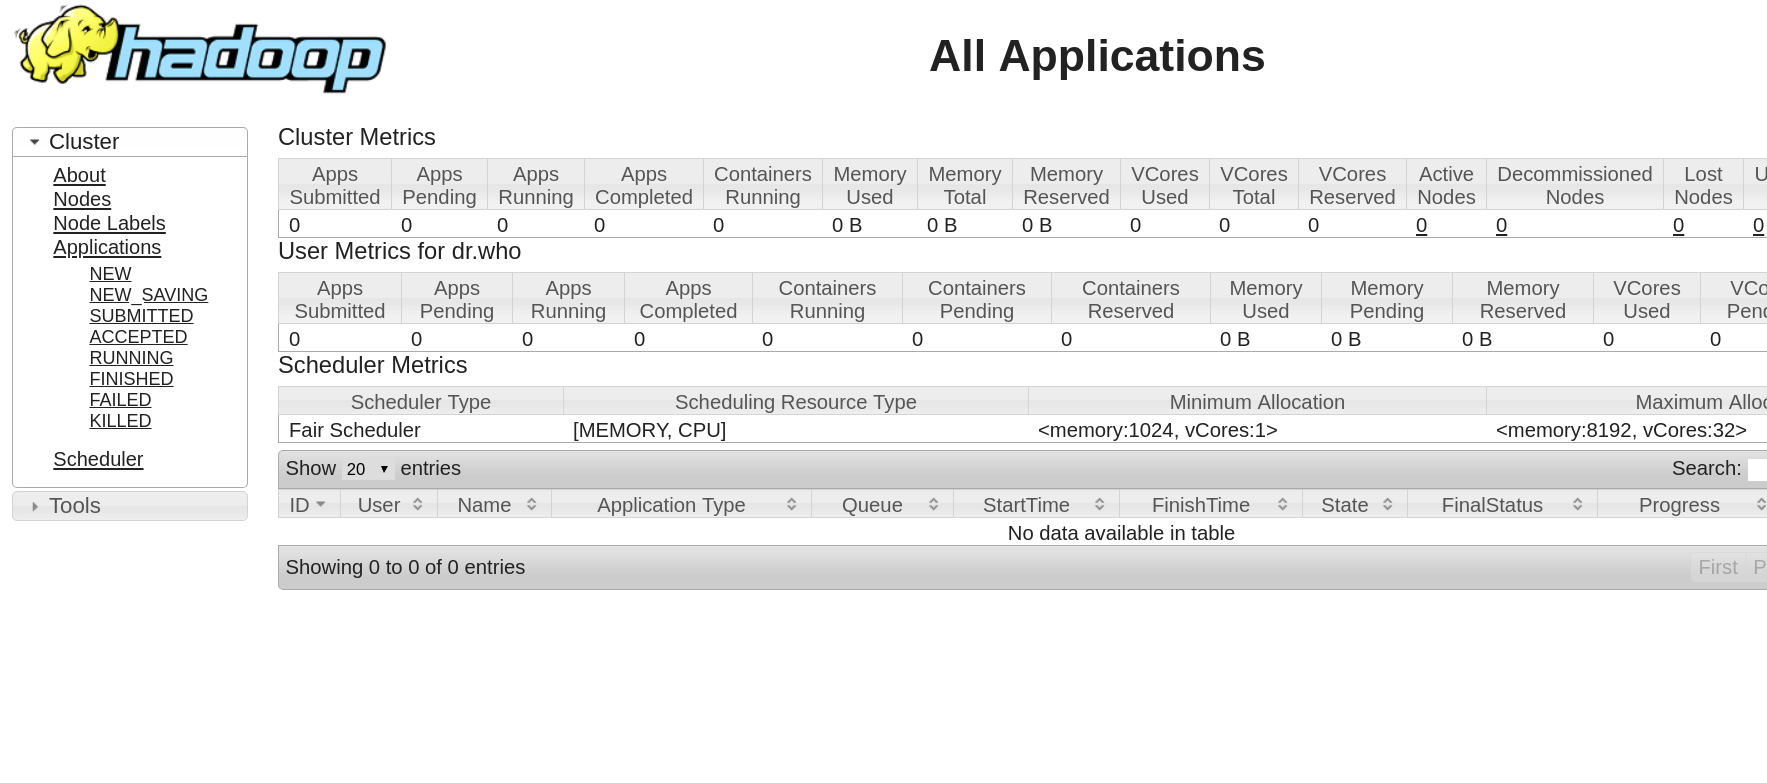 hadoop
All Applications
Cluster
About
Nodes
Node Labels
Applications
NEW
NEW_SAVING
SUBMITTED
ACCEPTED
RUNNING
FINISHED
FAILED
KILLED
Scheduler
Tools
Cluster Metrics
Apps Apps Apps Apps Containers Memory Memory Memory VCores VCores VCores Active Decommissioned Lost U
Submitted Pending Running Completed Running Used Total Reserved Used Total Reserved Nodes Nodes Nodes
0 0 0 0 0 0 B 0 B 0 B 0 0 0 0 0 0 0
User Metrics for dr.who
Apps Apps Apps Apps Containers Containers Containers Memory Memory Memory VCores VCo
Submitted Pending Running Completed Running Pending Reserved Used Pending Reserved Used Pend
0 0 0 0 0 0 0 0 B 0 B 0 B 0 0
Scheduler Metrics
Scheduler Type Scheduling Resource Type Minimum Allocation Maximum Alloc
Fair Scheduler [MEMORY, CPU] <memory:1024, vCores:1> <memory:8192, vCores:32>
Show 20 entries Search:
ID User Name Application Type Queue StartTime FinishTime State FinalStatus Progress
No data available in table
Showing 0 to 0 of 0 entries First P